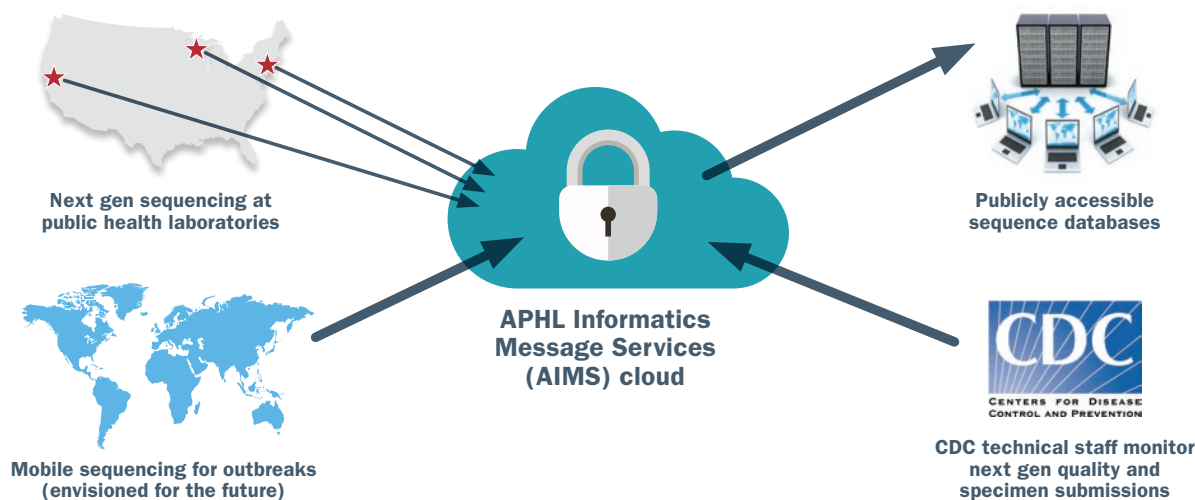 Next gen sequencing at
public health laboratories
Publicly accessible
sequence databases
APHL Informatics
Message Services
(AIMS) cloud
CDC
CENTERS FOR DISEASE
CONTROL AND PREVENTION
Mobile sequencing for outbreaks
(envisioned for the future)
CDC technical staff monitor
next gen quality and
specimen submissions